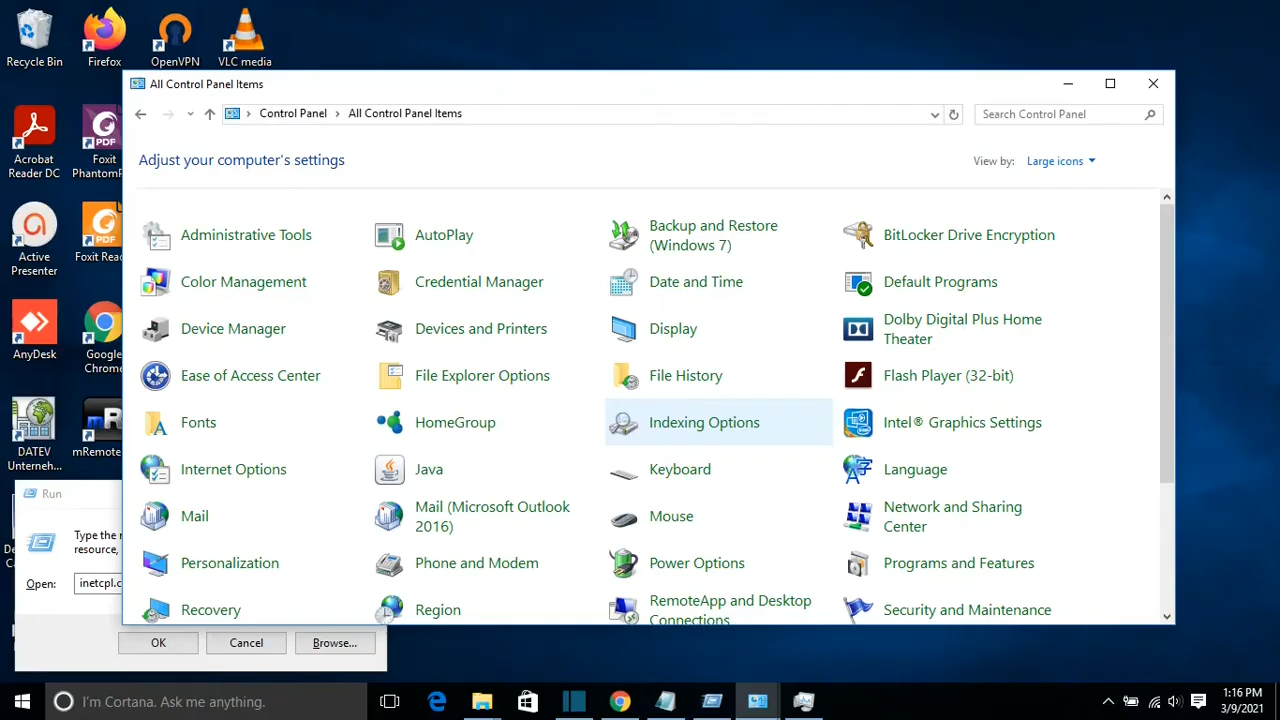 Recycle Bin
Firefox
OpenVPN
VLC media
All Control Panel Items
Control Panel
All Control Panel Items
Search Control Panel
Adjust your computer's settings
View by:
Large icons
Administrative Tools
AutoPlay
Backup and Restore
(Windows 7)
BitLocker Drive Encryption
Color Management
Credential Manager
Date and Time
Default Programs
Device Manager
Devices and Printers
Display
Dolby Digital Plus Home
Theater
Ease of Access Center
File Explorer Options
File History
Flash Player (32-bit)
Fonts
HomeGroup
Indexing Options
Intel® Graphics Settings
Internet Options
Java
Keyboard
Language
Mail
Mail (Microsoft Outlook
2016)
Mouse
Network and Sharing
Center
Personalization
Phone and Modem
Power Options
Programs and Features
Recovery
Region
RemoteApp and Desktop
Connections
Security and Maintenance
Acrobat
Reader DC
PDF
Foxit
Phantom
Active
Presenter
PDF
Foxit
AnyDesk
Google
Chrome
DATEV
Unterneh...
mR
mRemote
Run
Type the
resource,
Open:
inetcpl.c
OK
Cancel
Browse...
I'm Cortana. Ask me anything.
1:16 PM
3/9/2021